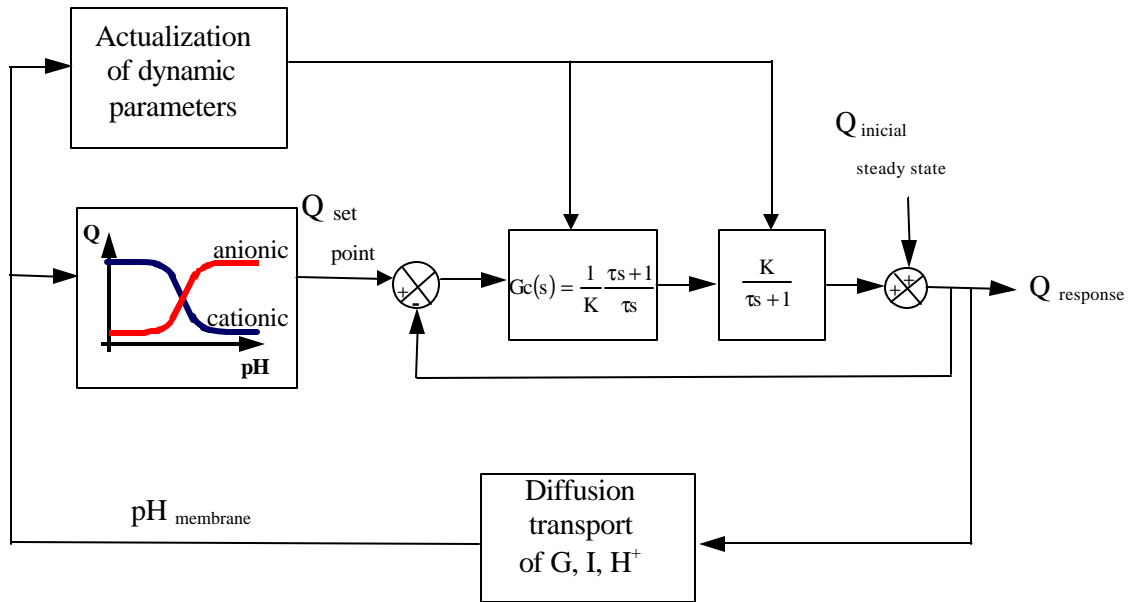 Actualization
of dynamic
parameters
Q inicial
steady state
Q set
point
Q
anionic
cationic
pH
+
-
Gc(s) = 1/K τs+1/τs
K/τs+1
+
+
Q response
pH membrane
Diffusion
transport
of G, I, H⁺